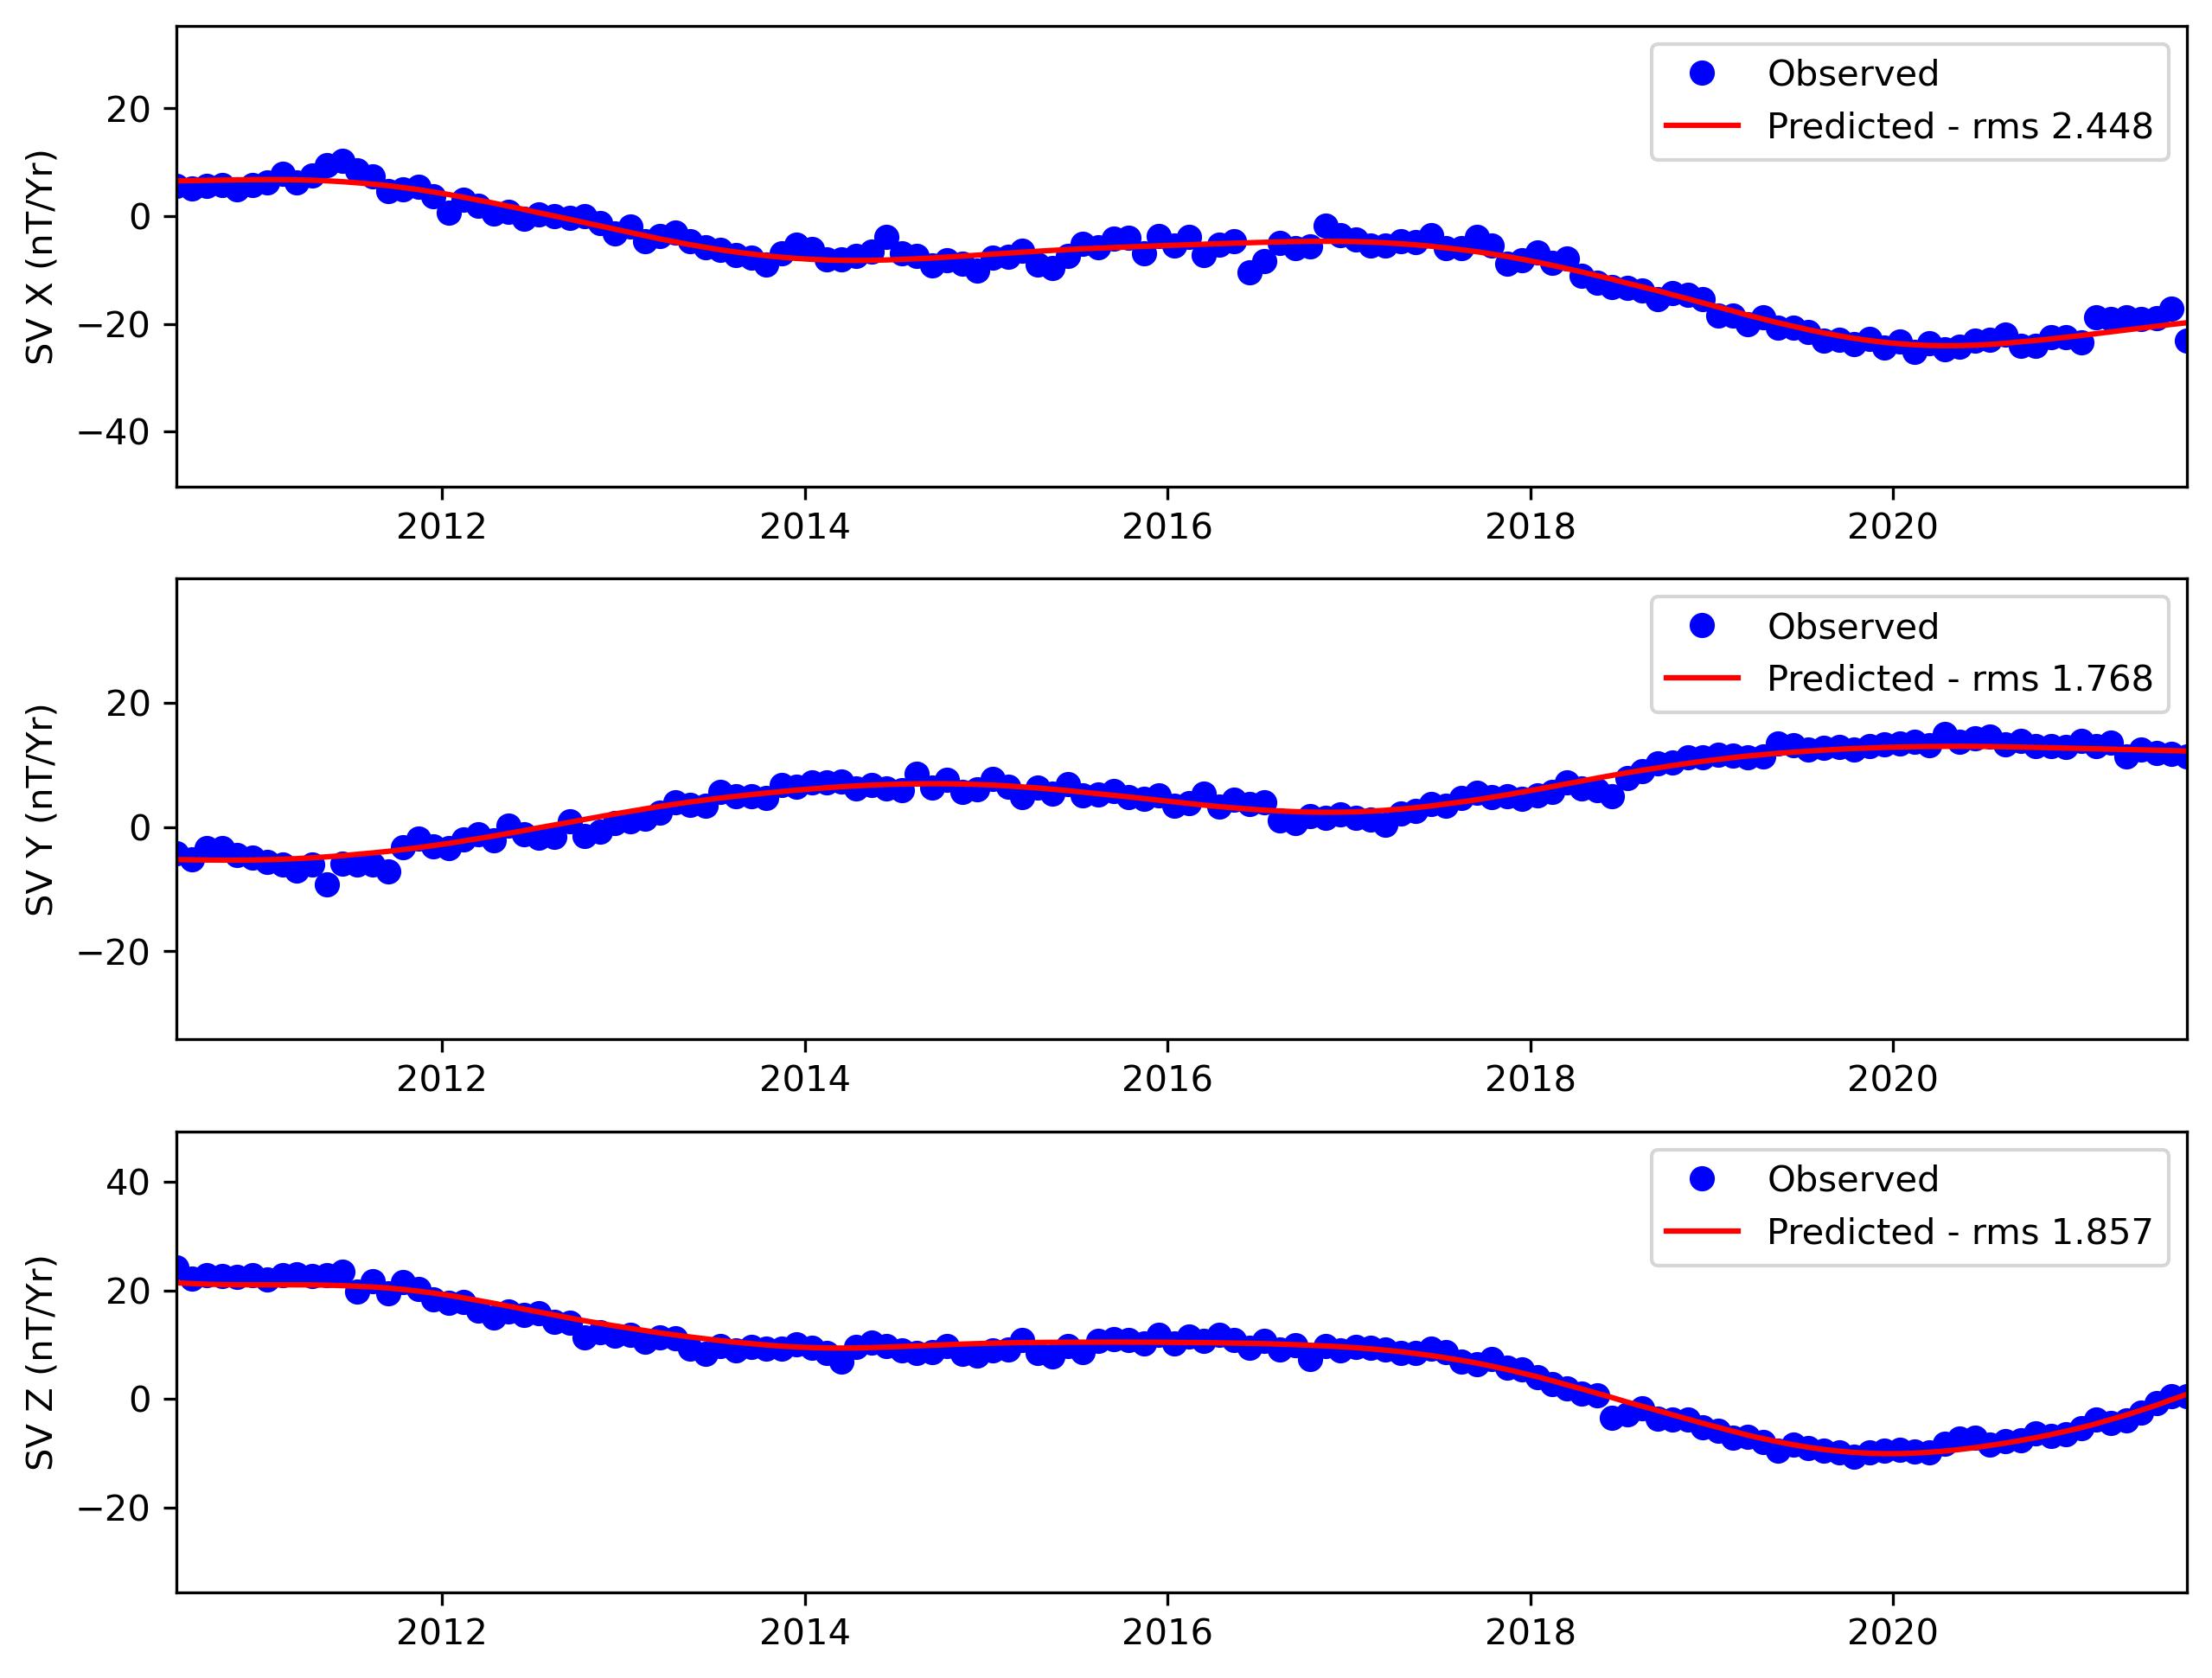 SV X (nT/Yr)
20
0
−20
−40
Observed
Predicted - rms 2.448
2012 2014 2016 2018 2020
SV Y (nT/Yr)
20
0
−20
Observed
Predicted - rms 1.768
2012 2014 2016 2018 2020
SV Z (nT/Yr)
40
20
0
−20
Observed
Predicted - rms 1.857
2012 2014 2016 2018 2020